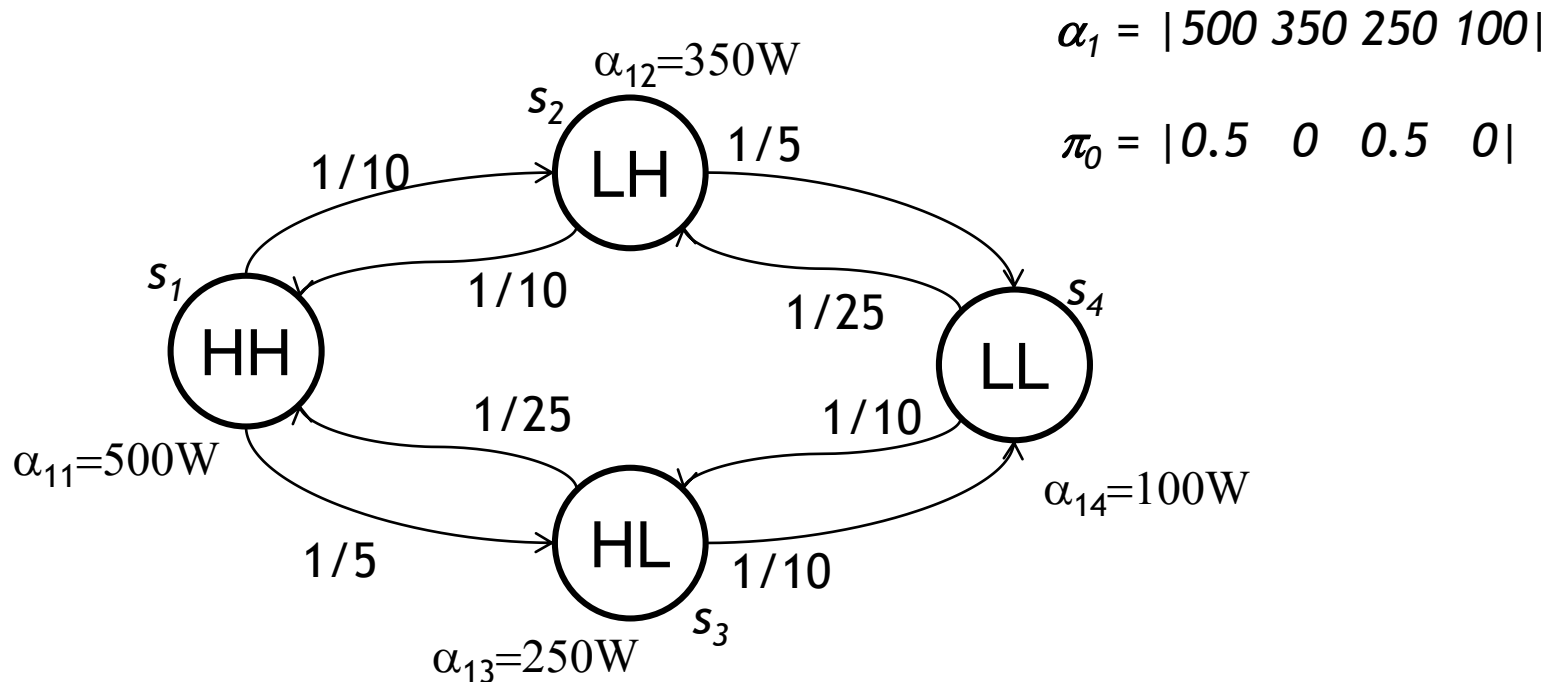 α₁ = |500 350 250 100|
α₁₂=350W
s₂
1/5
π₀ = |0.5 0 0.5 0|
1/10
LH
s₁
1/10
1/25
s₄
HH
LL
1/25
1/10
α₁₁=500W
α₁₄=100W
1/5
HL
1/10
s₃
α₁₃=250W